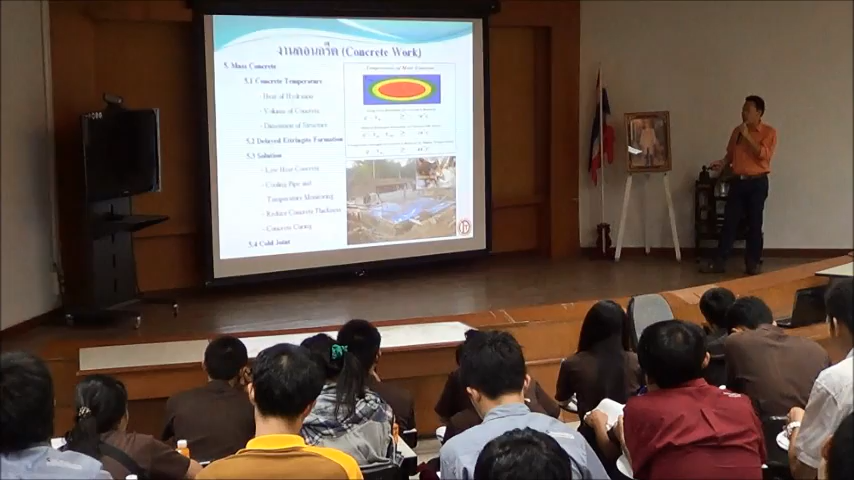 งานคอนกรีต (Concrete Work)
5. Mass Concrete
5.1 Concrete Temperature
- Heat of Hydration
- Volume of Concrete
- Dimension of Structure
5.2 Delayed Ettringite Formation
5.3 Solution
- Low Heat Concrete
- Cooling Pipe and
Temperature Monitoring
- Reduce Concrete Thickness
- Concrete Curing
5.4 Cold Joint